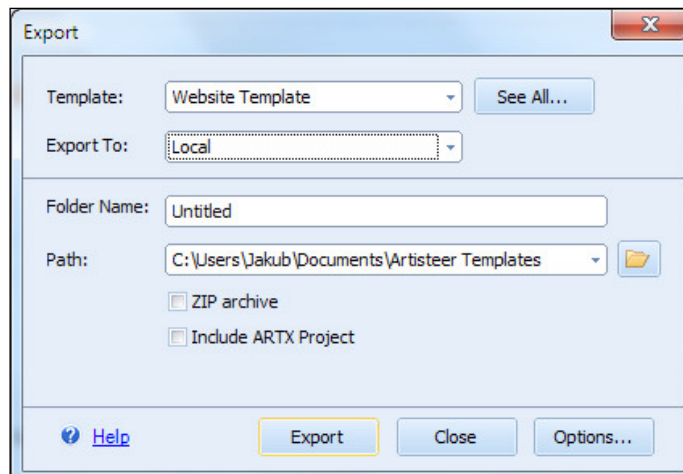 Export
Template: Website Template See All...
Export To: Local
Folder Name: Untitled
Path: C:\Users\Jakub\Documents\Artisteer Templates
ZIP archive
Include ARTX Project
Help Export Close Options...